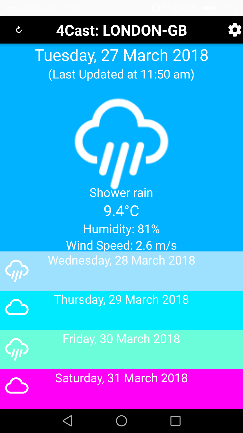 4Cast: LONDON-GB
Tuesday, 27 March 2018
(Last Updated at 11:50 am)
Shower rain
9.4°C
Humidity: 81%
Wind Speed: 2.6 m/s
Wednesday, 28 March 2018
Thursday, 29 March 2018
Friday, 30 March 2018
Saturday, 31 March 2018